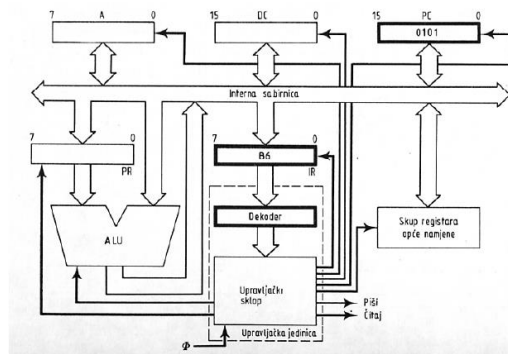 7 A 0
15 DC 0
15 PC 0
0101
Interna sabirnica
7 0
PR
7 0
B6
IR
Dekoder
ALU
Skup registara
opće namjene
Upravljački
sklop
Piši
Čitaj
Upravljačka jedinica
Φ